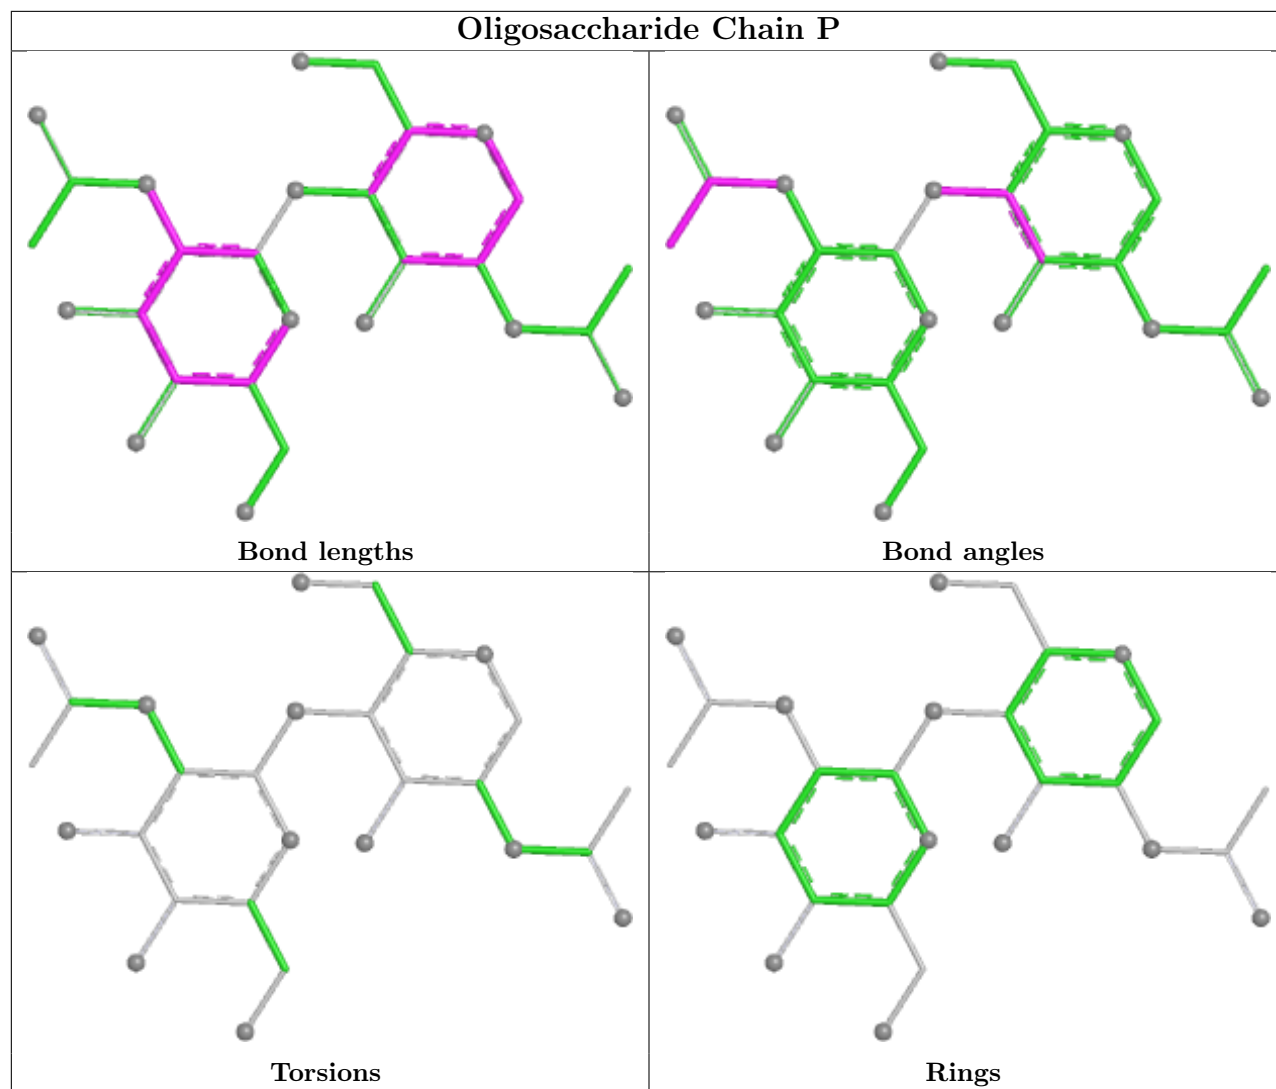 Oligosaccharide Chain P
Bond lengths
Bond angles
Torsions
Rings